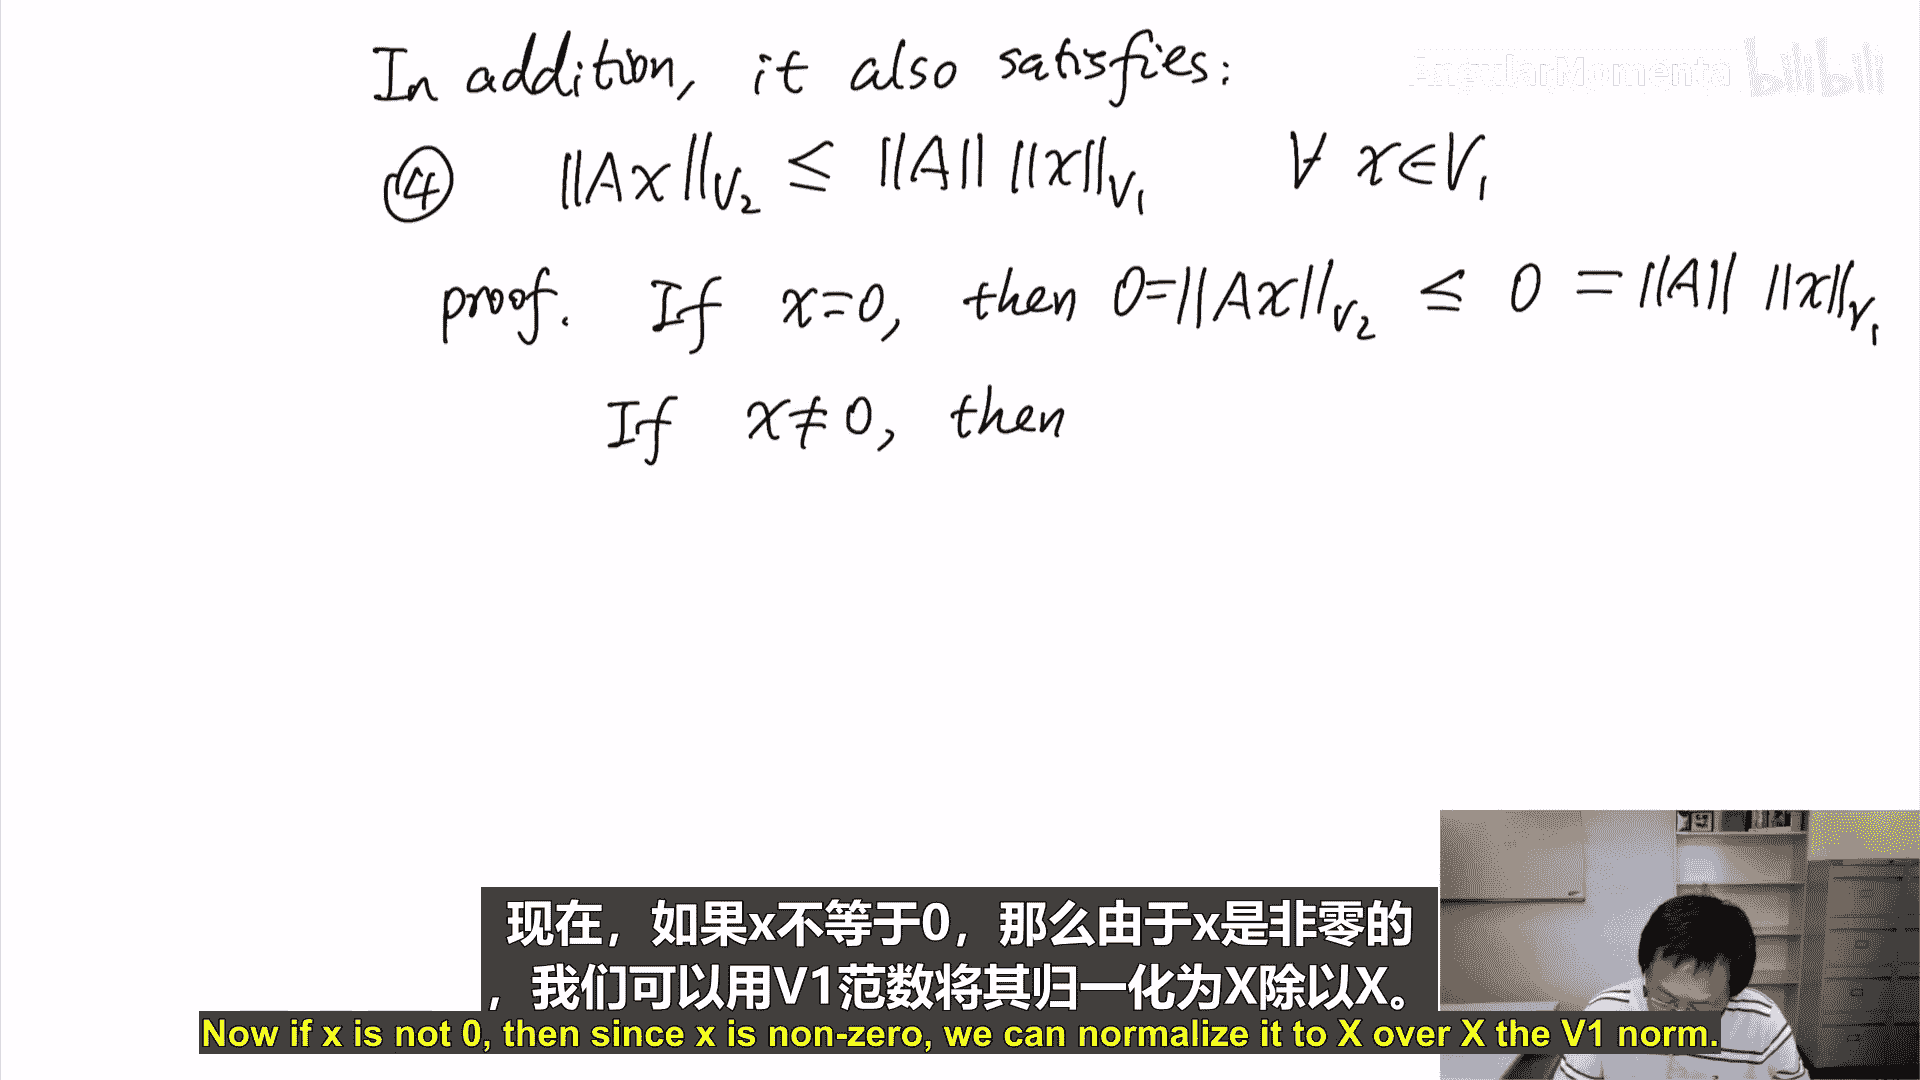 In addition, it also satisfies:
AngularMomenta bilibili
④ ||Ax||_{V_2} ≤ ||A|| ||x||_{V_1} ∀ x∈V_1
proof. If x=0, then 0=||Ax||_{V_2} ≤ 0 = ||A|| ||x||_{V_1}
If x≠0, then
现在，如果x不等于0，那么由于x是非零的
，我们可以用V1范数将其归一化为X除以X。
Now if x is not 0, then since x is non-zero, we can normalize it to X over X the V1 norm.